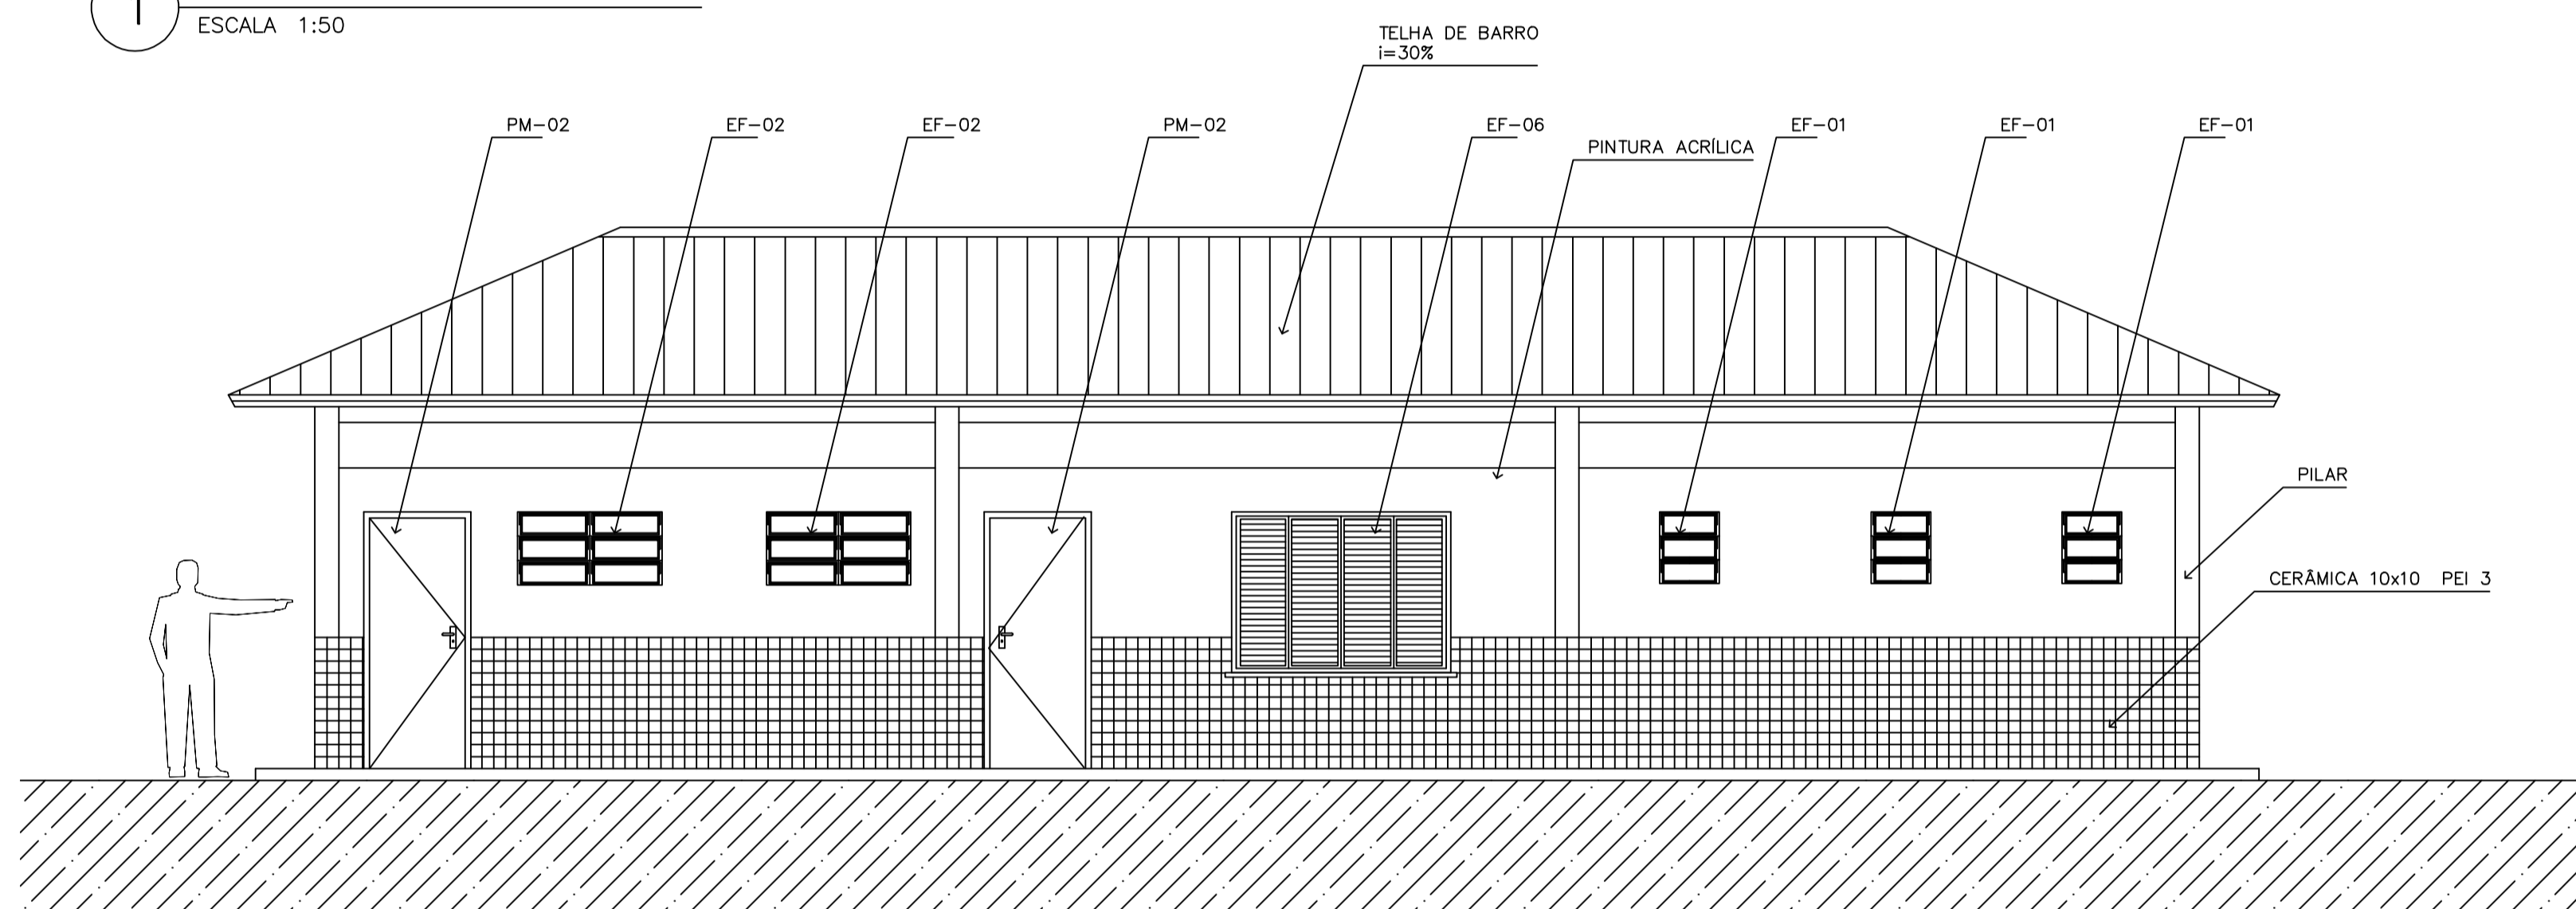 1
ESCALA 1:50
TELHA DE BARRO
i=30%
PM-02
EF-02
EF-02
PM-02
EF-06
PINTURA ACRÍLICA
EF-01
EF-01
EF-01
PILAR
CERÂMICA 10x10 PEI 3